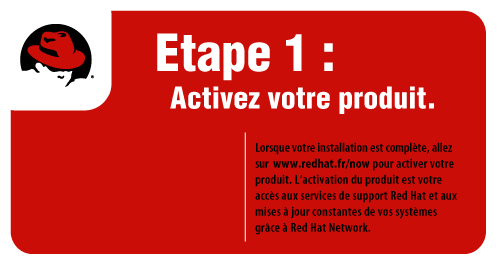 Etape 1 :
Activez votre produit.
Lorsque votre installation est complète, allez
sur www.redhat.fr/now pour activer votre
produit. L'activation du produit est votre
accès aux services de support Red Hat et aux
mises à jour constantes de vos systèmes
grâce à Red Hat Network.